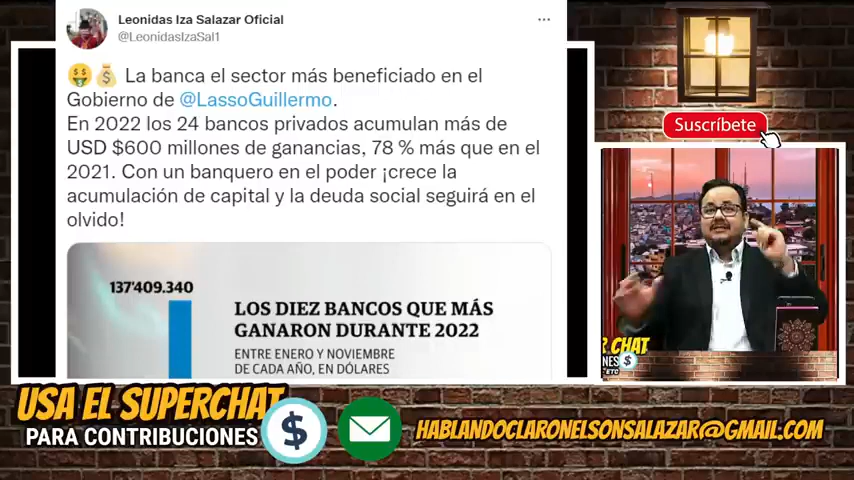 Leonidas Iza Salazar Oficial
@LeonidasIzaSal1
🤑💰 La banca el sector más beneficiado en el
Gobierno de @LassoGuillermo.
En 2022 los 24 bancos privados acumulan más de
USD $600 millones de ganancias, 78 % más que en el
2021. Con un banquero en el poder ¡crece la
acumulación de capital y la deuda social seguirá en el
olvido!
137'409.340
LOS DIEZ BANCOS QUE MÁS
GANARON DURANTE 2022
ENTRE ENERO Y NOVIEMBRE
DE CADA AÑO, EN DÓLARES
Suscríbete
R CHAT
NES $
ETC
USA EL SUPERCHAT
PARA CONTRIBUCIONES $
HABLANDOCLARONELSONSALAZAR@GMAIL.COM